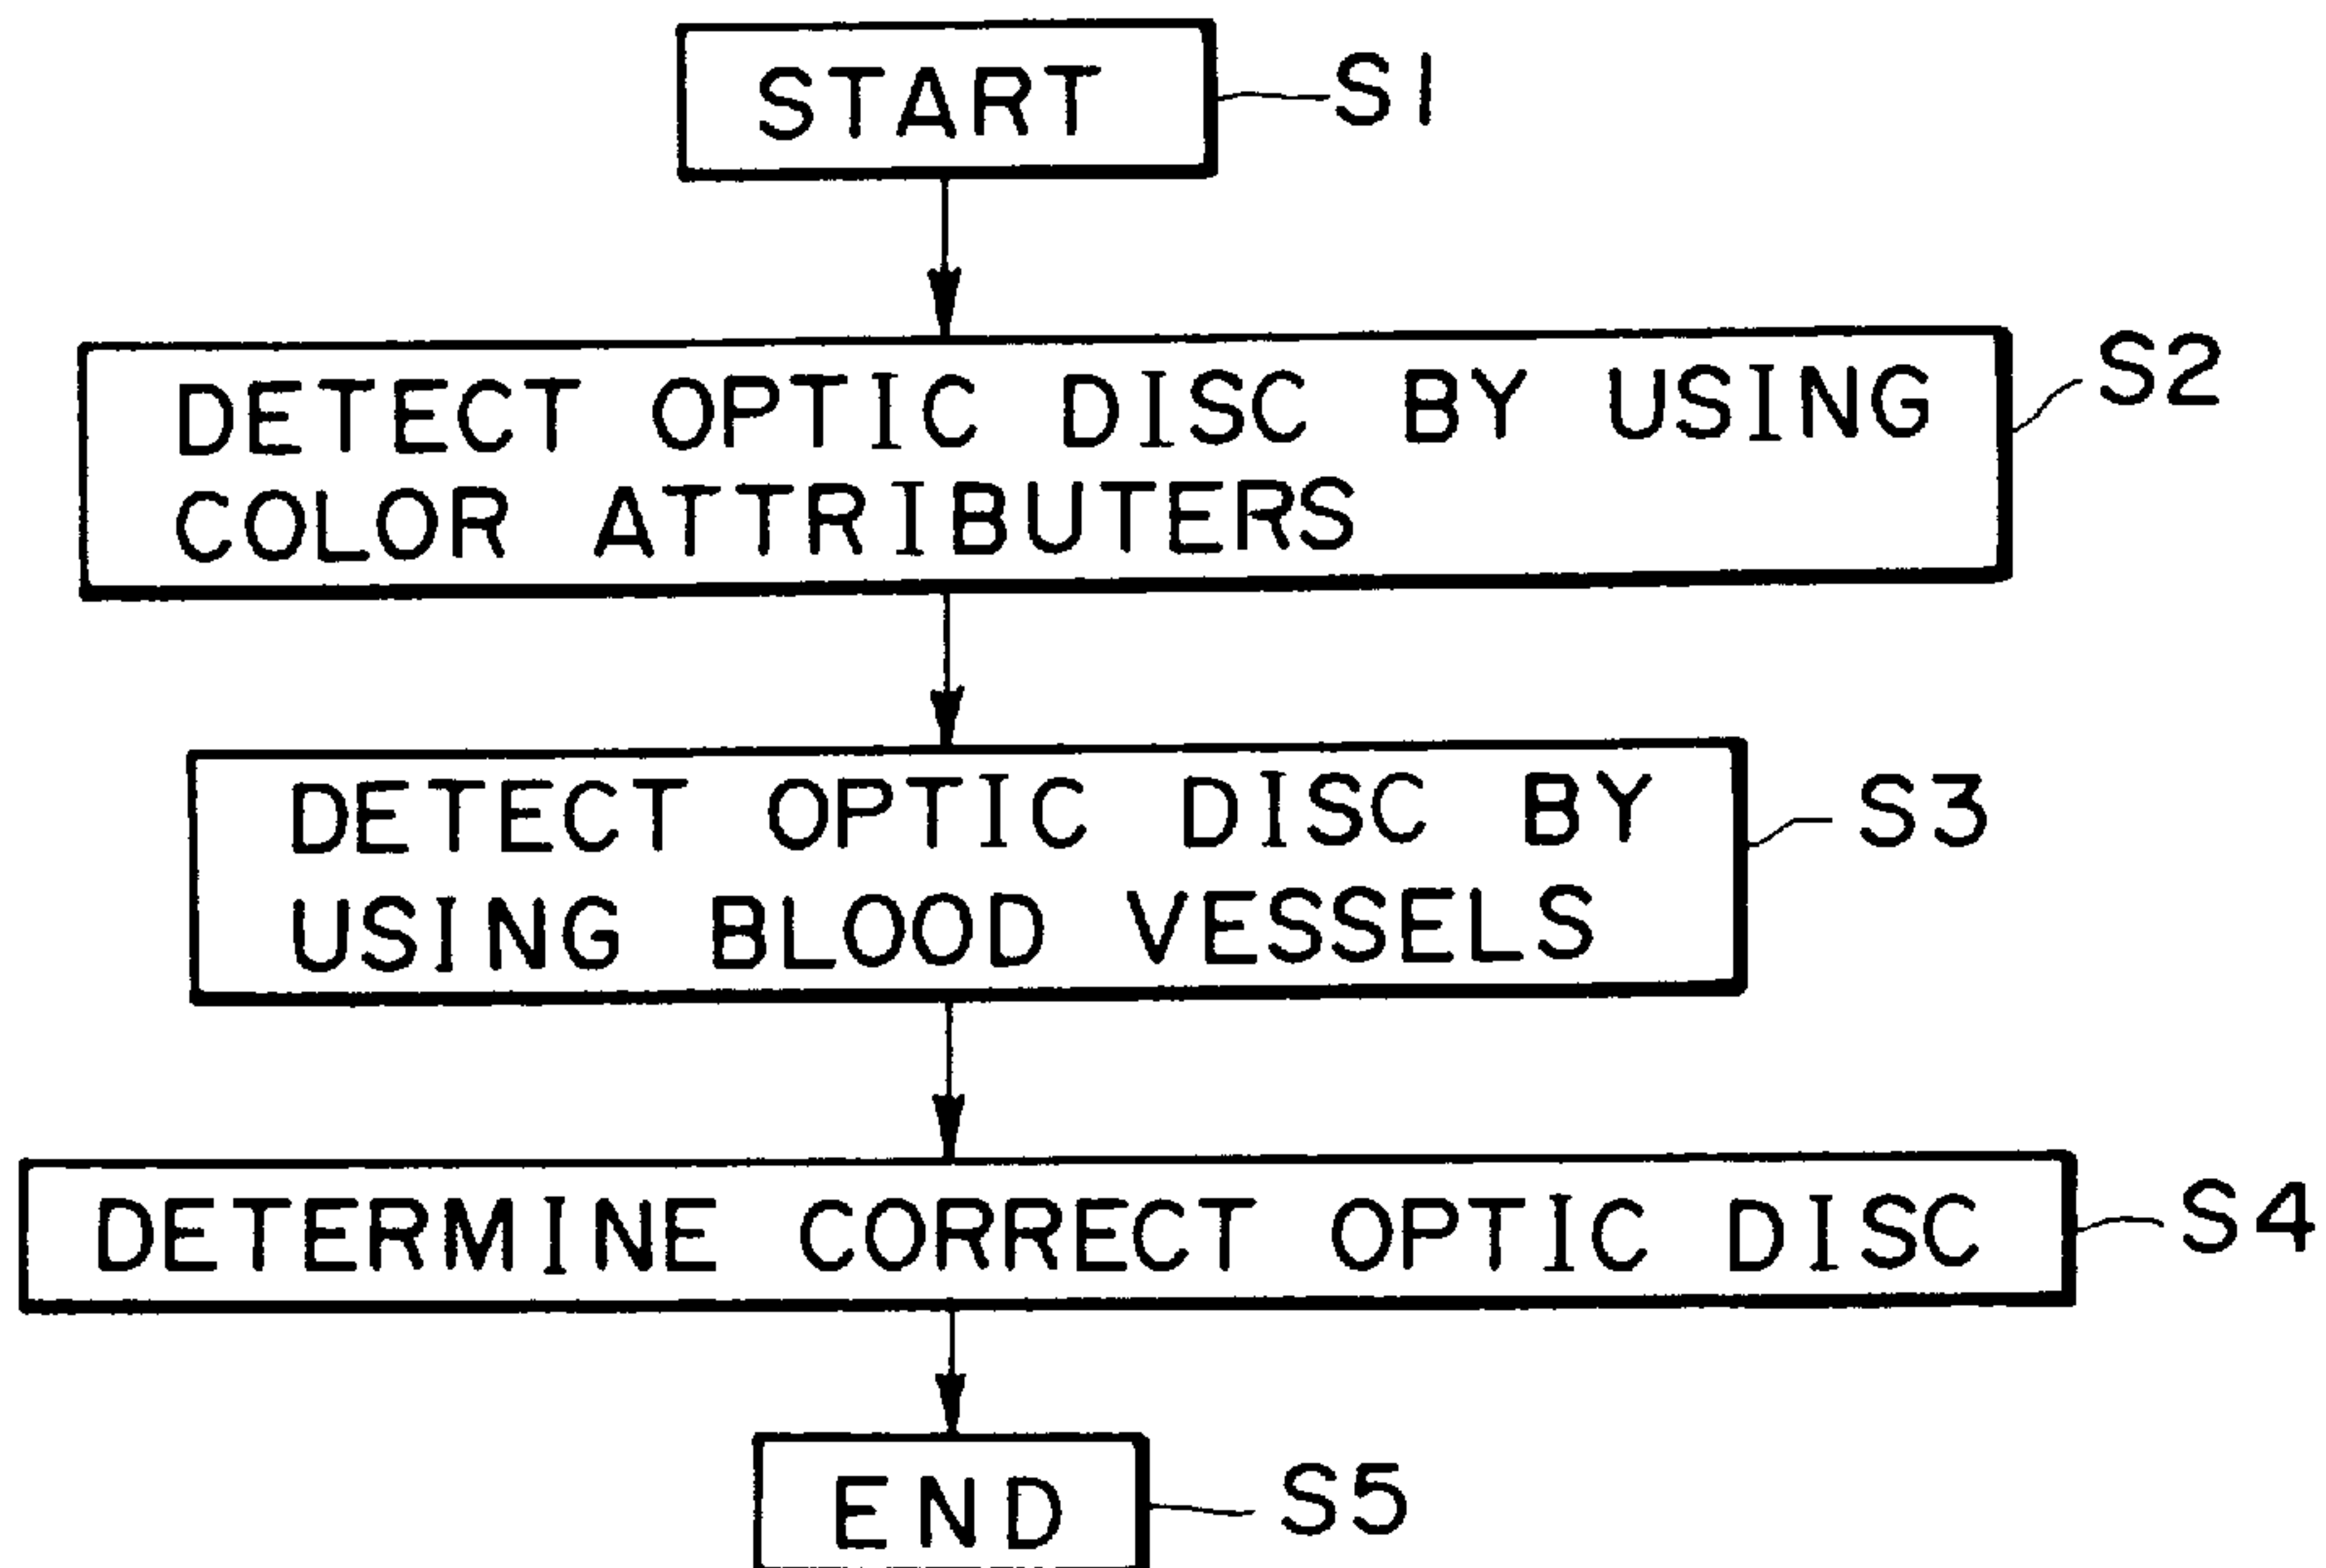 START
S1
DETECT OPTIC DISC BY USING
COLOR ATTRIBUTERS
S2
DETECT OPTIC DISC BY
USING BLOOD VESSELS
S3
DETERMINE CORRECT OPTIC DISC
S4
END
S5